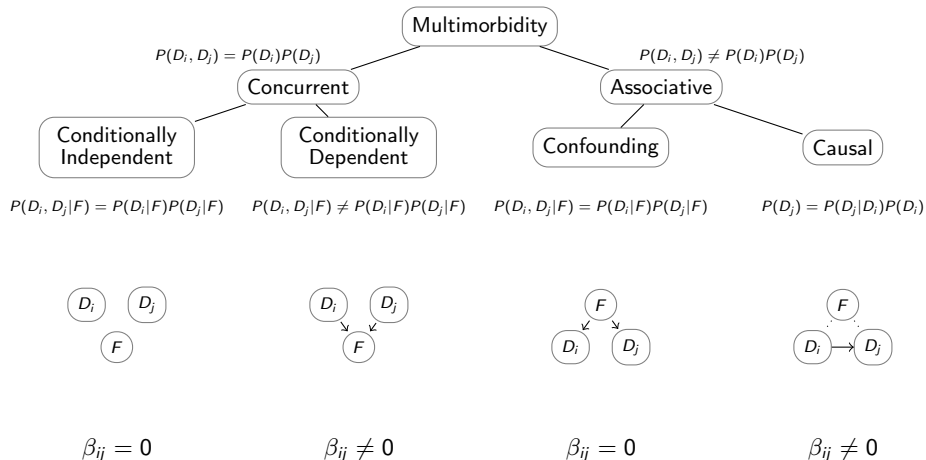 Multimorbidity
P(D_i, D_j) = P(D_i)P(D_j)
P(D_i, D_j) ≠ P(D_i)P(D_j)
Concurrent
Associative
Conditionally
Independent
Conditionally
Dependent
Confounding
Causal
P(D_i, D_j|F) = P(D_i|F)P(D_j|F)
P(D_i, D_j|F) ≠ P(D_i|F)P(D_j|F)
P(D_i, D_j|F) = P(D_i|F)P(D_j|F)
P(D_j) = P(D_j|D_i)P(D_i)
D_i
D_j
F
D_i
D_j
F
F
D_i
D_j
F
D_i
D_j
β_ij = 0
β_ij ≠ 0
β_ij = 0
β_ij ≠ 0